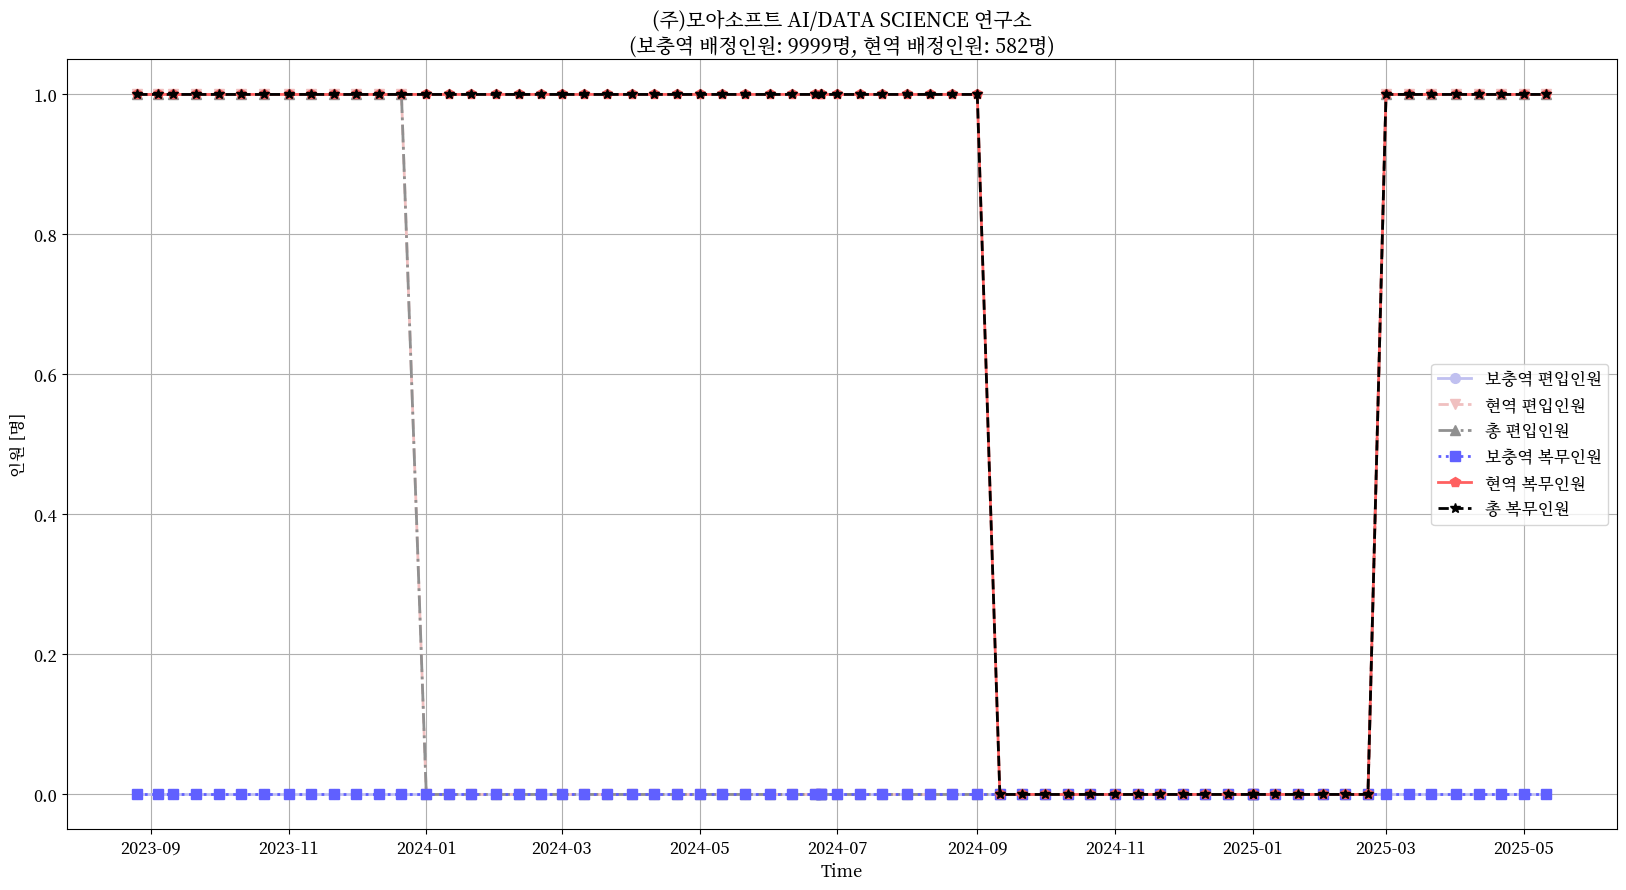 (주)모아소프트 AI/DATA SCIENCE 연구소
(보충역 배정인원: 9999명, 현역 배정인원: 582명)
인원 [명]
1.0
0.8
0.6
0.4
0.2
0.0
보충역 편입인원
현역 편입인원
총 편입인원
보충역 복무인원
현역 복무인원
총 복무인원
2023-09 2023-11 2024-01 2024-03 2024-05 2024-07 2024-09 2024-11 2025-01 2025-03 2025-05
Time